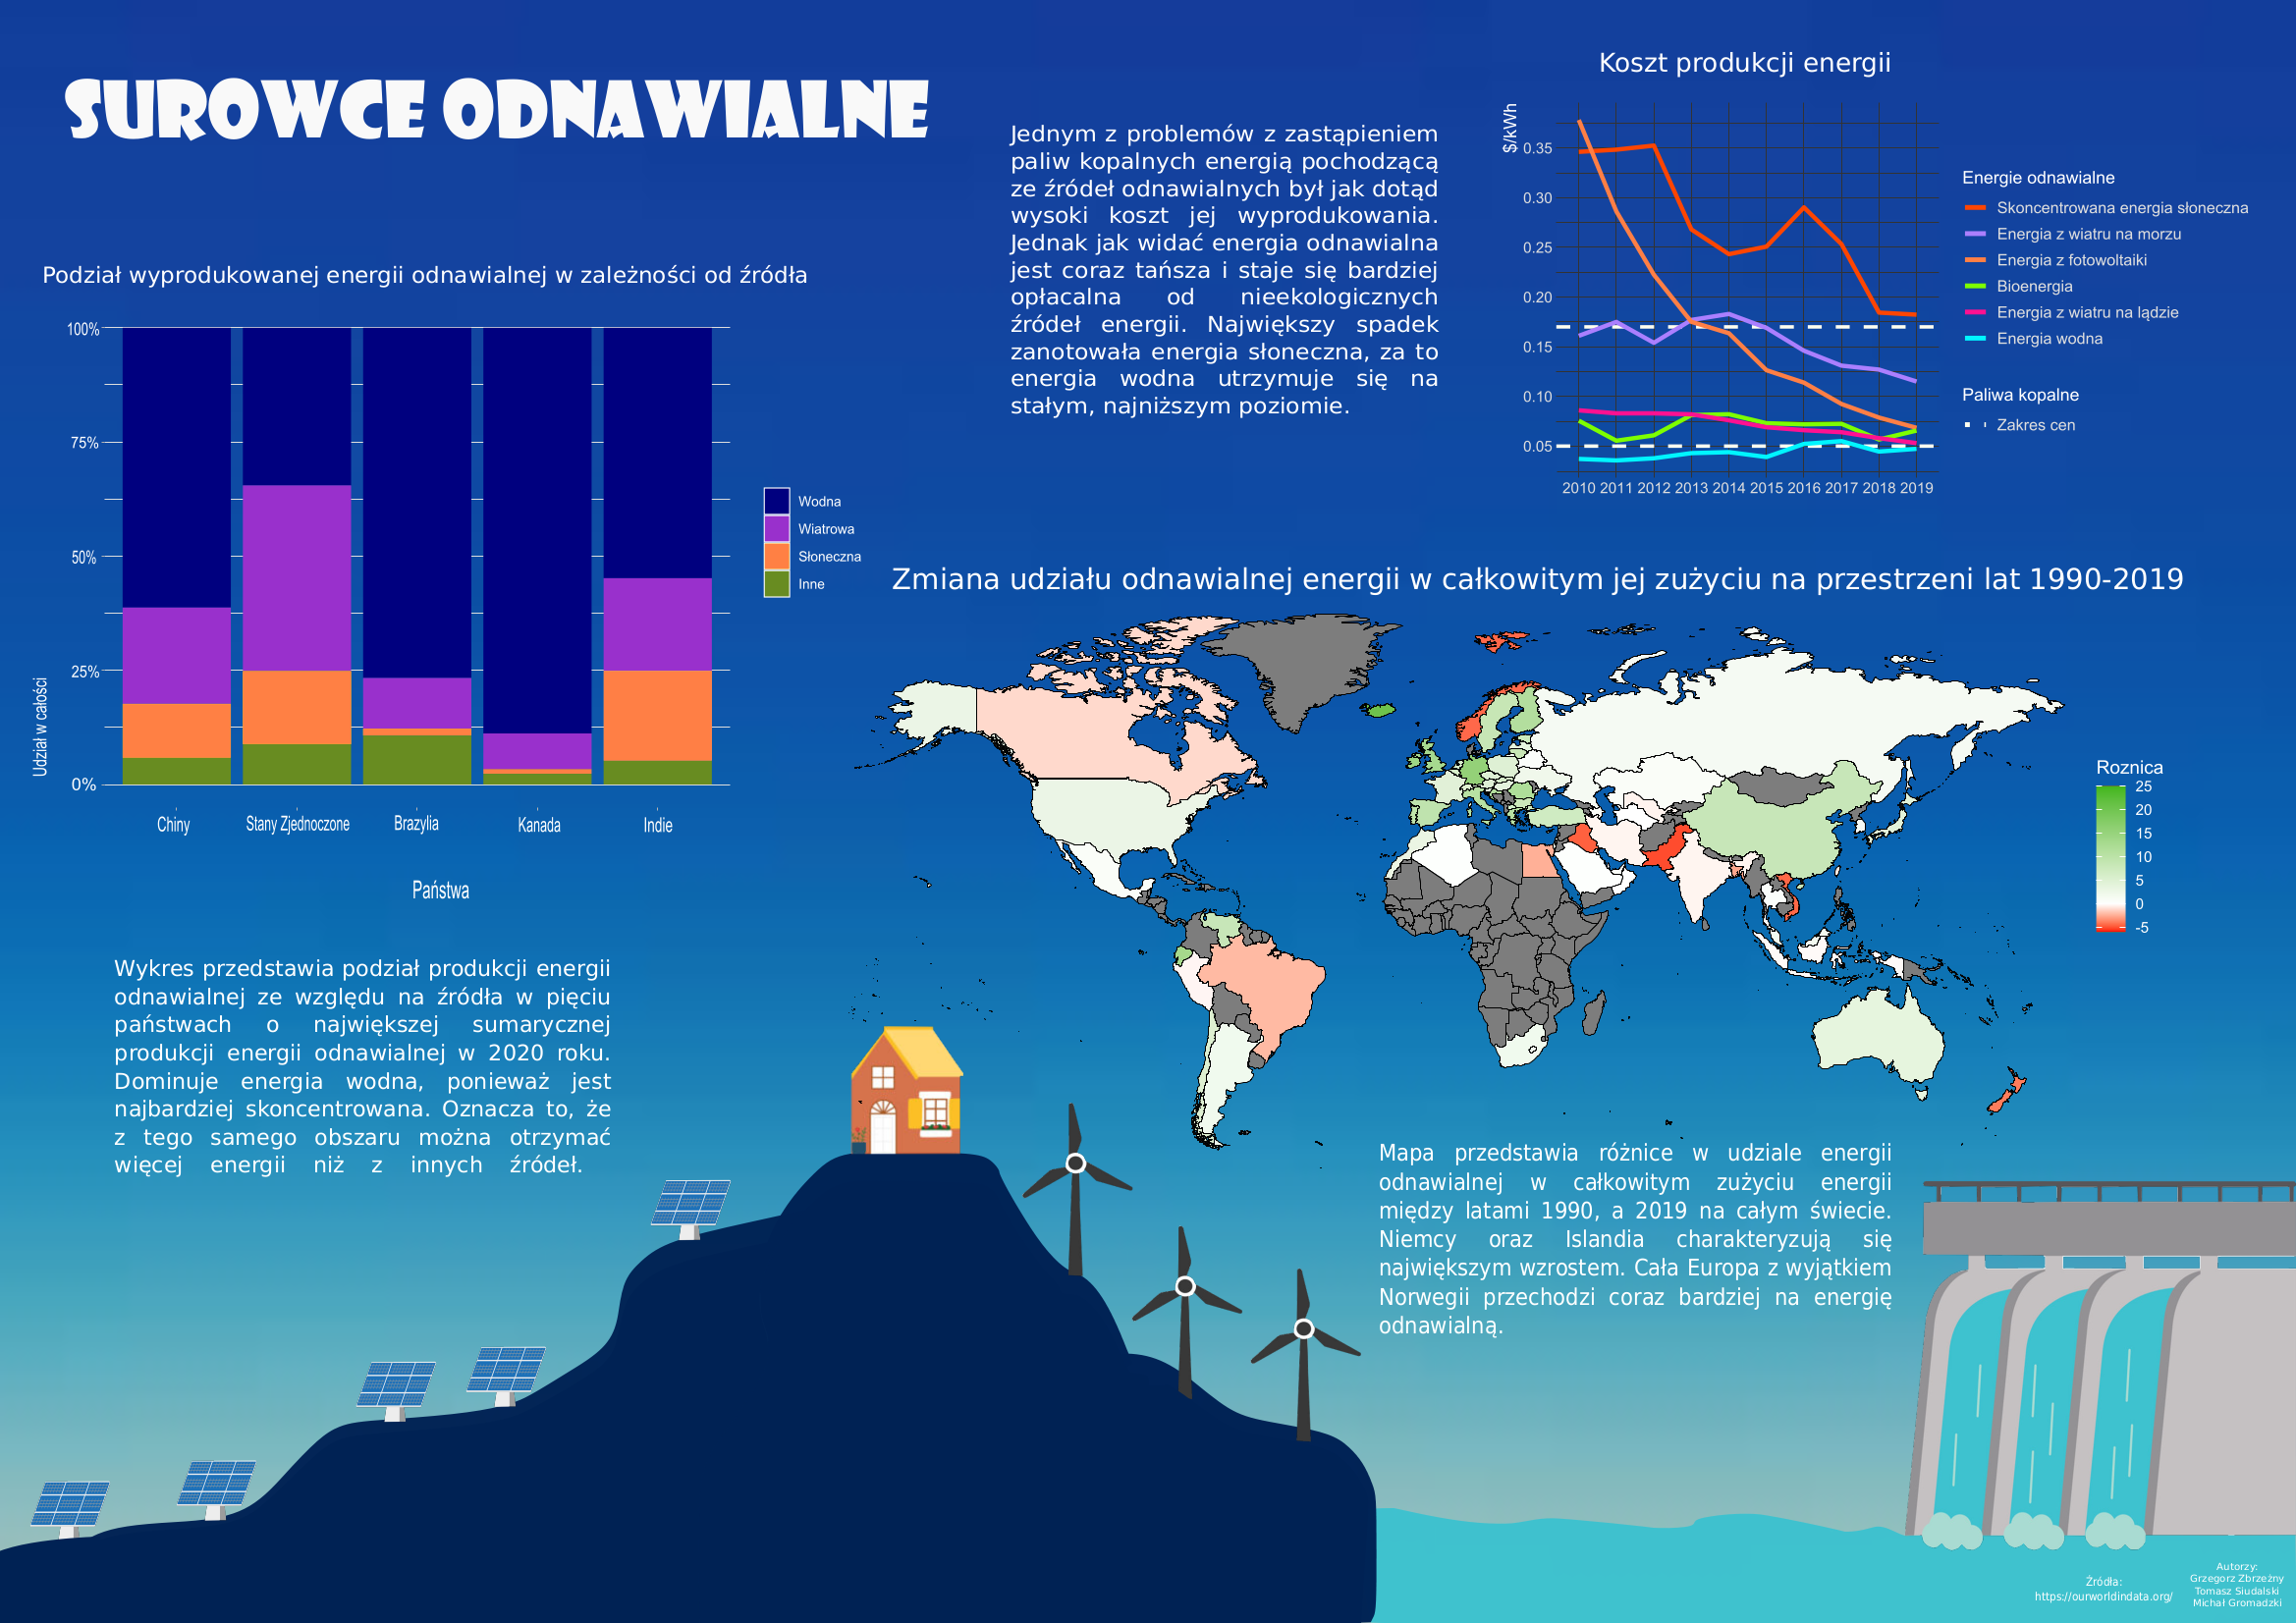 SUROWCE ODNAWIALNE
Jednym z problemów z zastąpieniem
paliw kopalnych energią pochodzącą
ze źródeł odnawialnych był jak dotąd
wysoki koszt jej wyprodukowania.
Jednak jak widać energia odnawialna
jest coraz tańsza i staje się bardziej
opłacalna od nieekologicznych
źródeł energii. Największy spadek
zanotowała energia słoneczna, za to
energia wodna utrzymuje się na
stałym, najniższym poziomie.
Koszt produkcji energii
$/kWh
0.35
0.30
0.25
0.20
0.15
0.10
0.05
2010 2011 2012 2013 2014 2015 2016 2017 2018 2019
Energie odnawialne
Skoncentrowana energia słoneczna
Energia z wiatru na morzu
Energia z fotowoltaiki
Bioenergia
Energia z wiatru na lądzie
Energia wodna
Paliwa kopalne
Zakres cen
Podział wyprodukowanej energii odnawialnej w zależności od źródła
100%
75%
50%
25%
0%
Udział w całości
Chiny Stany Zjednoczone Brazylia Kanada Indie
Państwa
Wodna
Wiatrowa
Słoneczna
Inne
Wykres przedstawia podział produkcji energii
odnawialnej ze względu na źródła w pięciu
państwach o największej sumarycznej
produkcji energii odnawialnej w 2020 roku.
Dominuje energia wodna, ponieważ jest
najbardziej skoncentrowana. Oznacza to, że
z tego samego obszaru można otrzymać
więcej energii niż z innych źródeł.
Zmiana udziału odnawialnej energii w całkowitym jej zużyciu na przestrzeni lat 1990-2019
Roznica
25
20
15
10
5
0
-5
Mapa przedstawia różnice w udziale energii
odnawialnej w całkowitym zużyciu energii
między latami 1990, a 2019 na całym świecie.
Niemcy oraz Islandia charakteryzują się
największym wzrostem. Cała Europa z wyjątkiem
Norwegii przechodzi coraz bardziej na energię
odnawialną.
Źródła:
https://ourworldindata.org/
Autorzy:
Grzegorz Zbrzeżny
Tomasz Siudalski
Michał Gromadzki